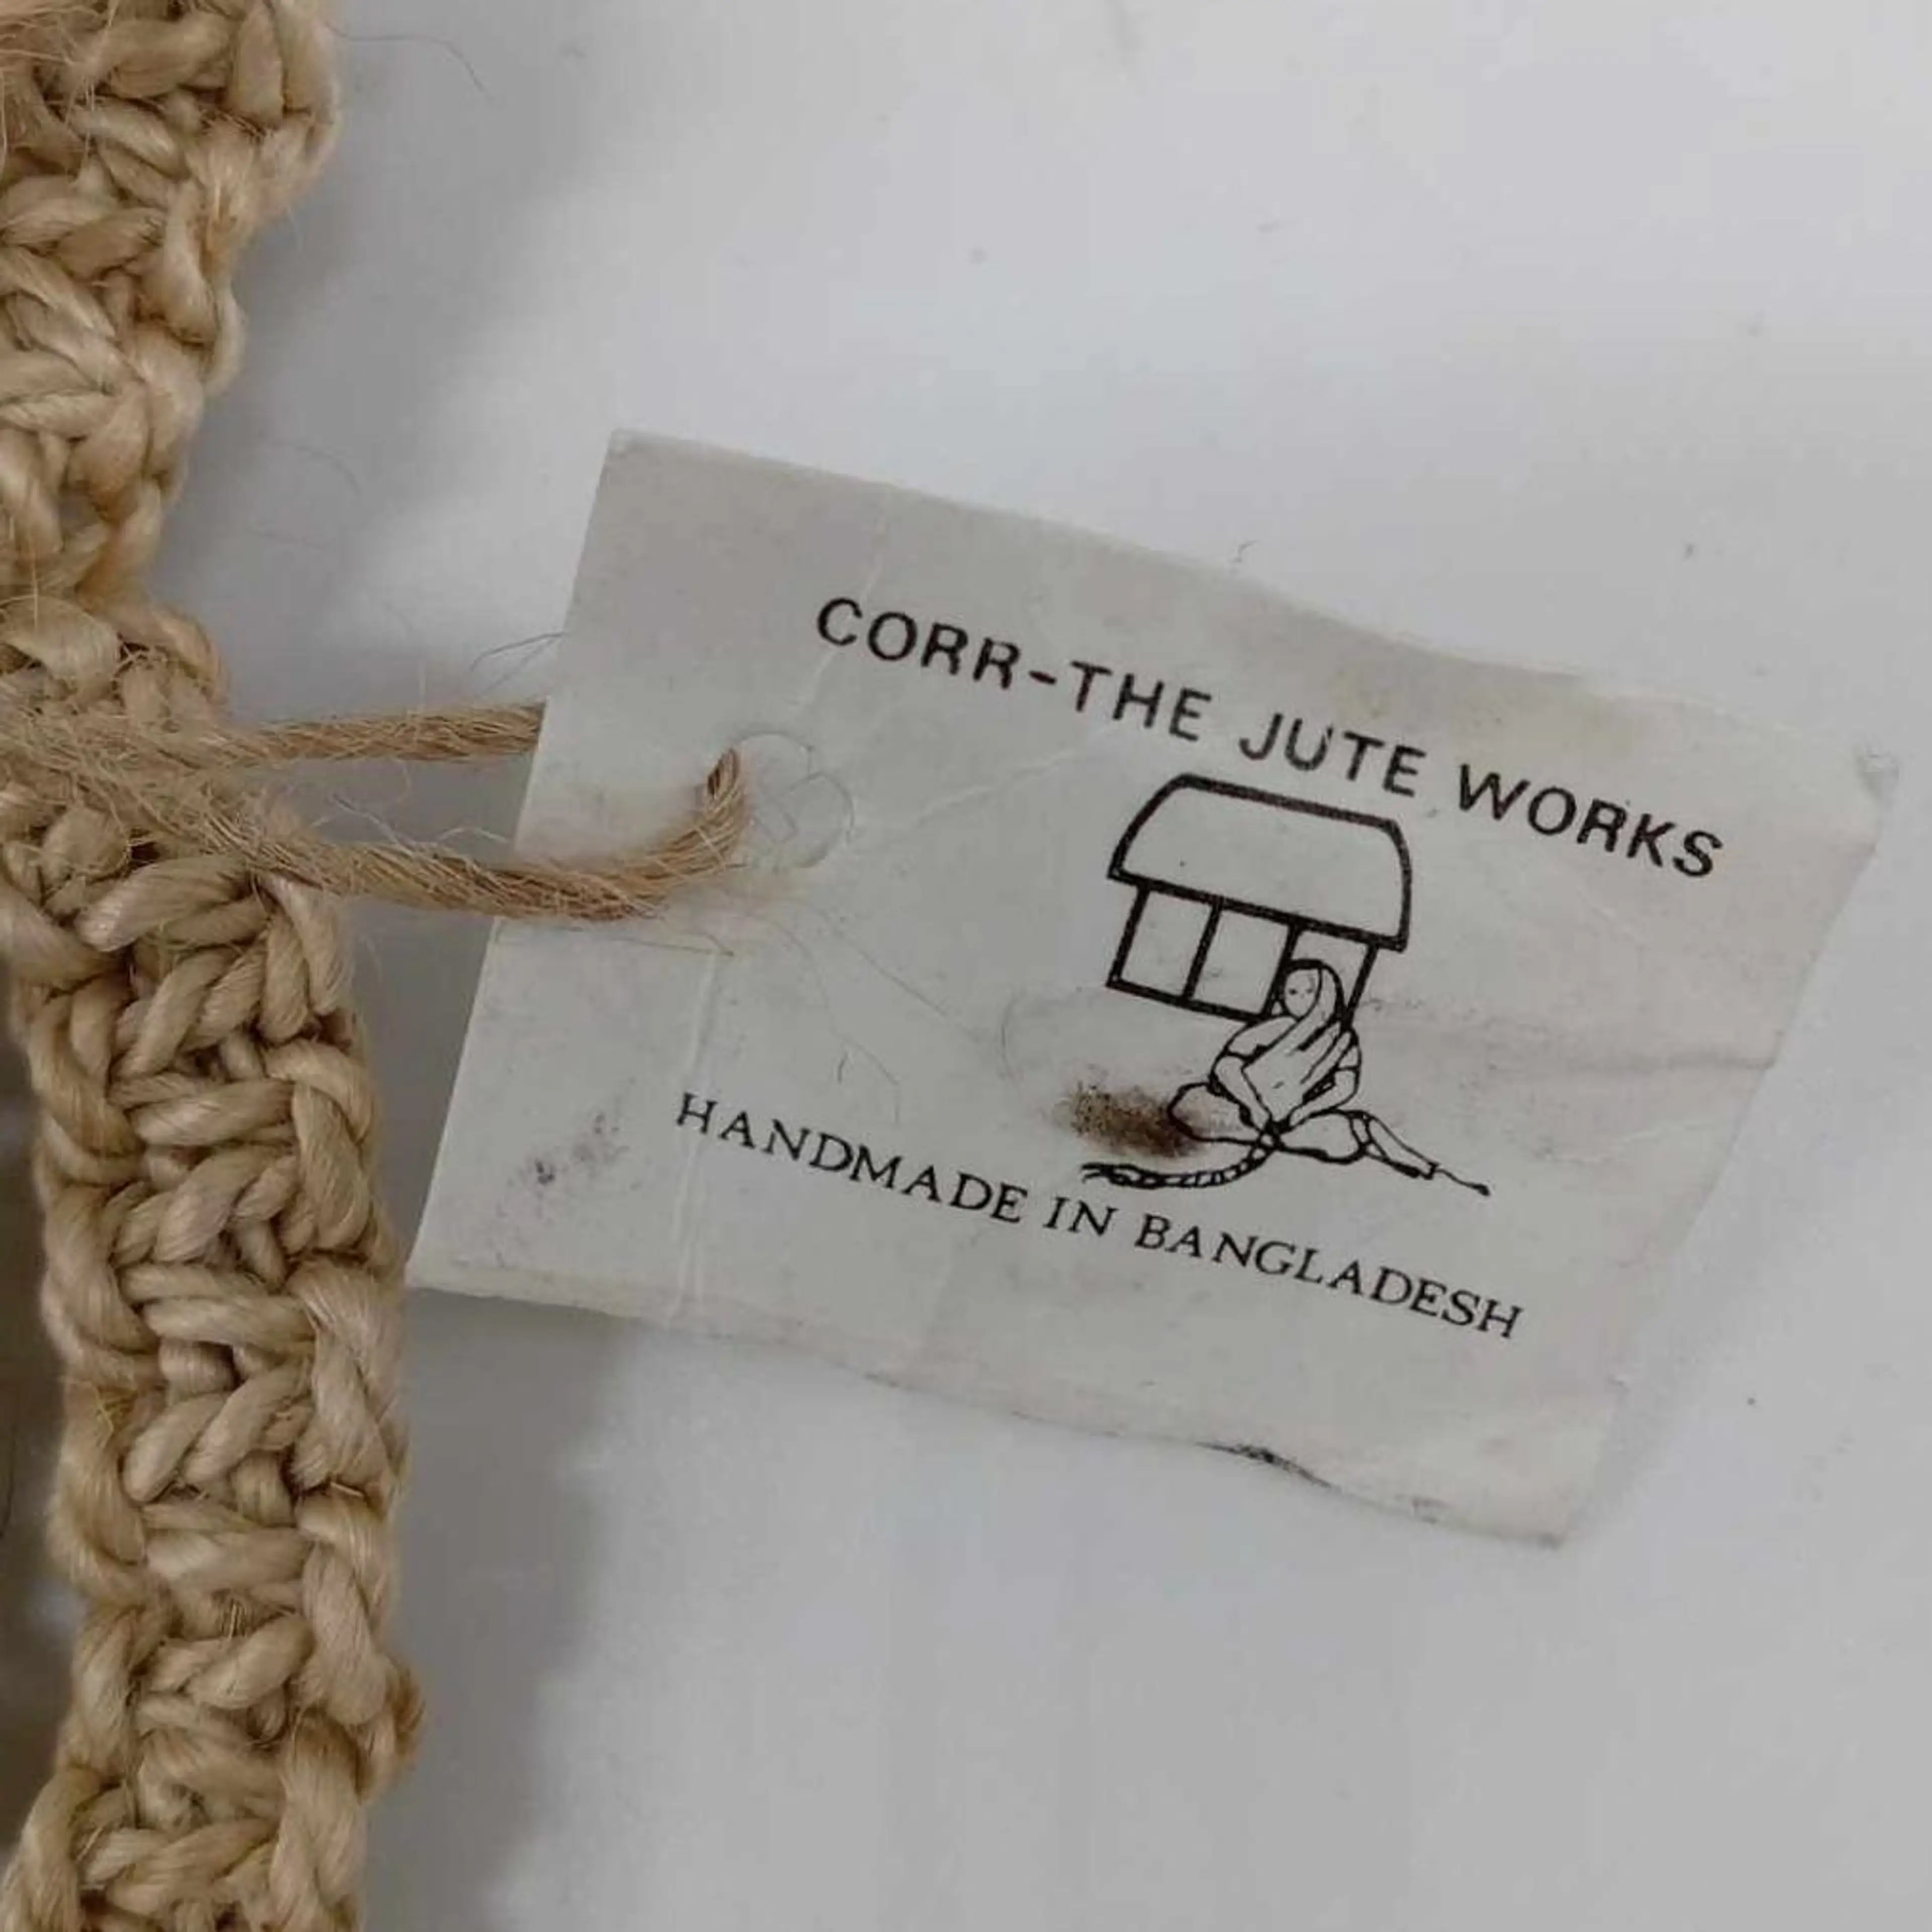 CORR-THE JUTE WORKS
HANDMADE IN BANGLADESH